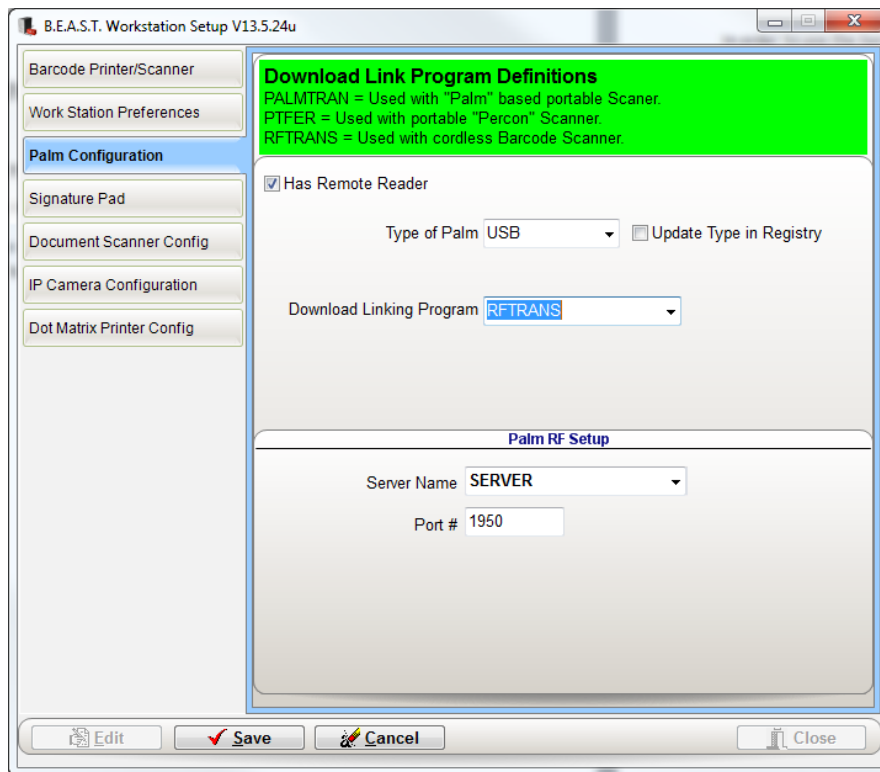 B.E.A.S.T. Workstation Setup V13.5.24u
Barcode Printer/Scanner
Work Station Preferences
Palm Configuration
Signature Pad
Document Scanner Config
IP Camera Configuration
Dot Matrix Printer Config
Download Link Program Definitions
PALMTRAN = Used with "Palm" based portable Scaner.
PTFER = Used with portable "Percon" Scanner.
RFTRANS = Used with cordless Barcode Scanner.
Has Remote Reader
Type of Palm USB Update Type in Registry
Download Linking Program RFTRANS
Palm RF Setup
Server Name SERVER
Port # 1950
Edit Save Cancel Close